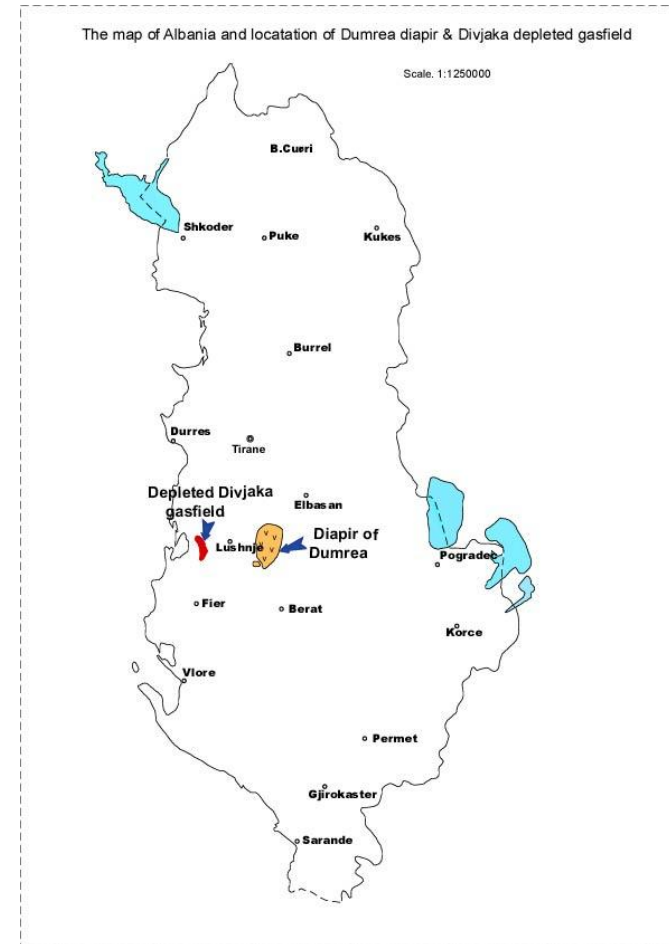 The map of Albania and locatation of Dumrea diapir & Divjaka depleted gasfield
Scale. 1:1250000
B.Curri
Shkoder
Puke
Kukes
Burrel
Durres
Tirane
Depleted Divjaka
gasfield
Elbasan
Lushnje
Diapir of
Dumrea
Pogradec
Fier
Berat
Korce
Vlore
Permet
Gjirokaster
Sarande